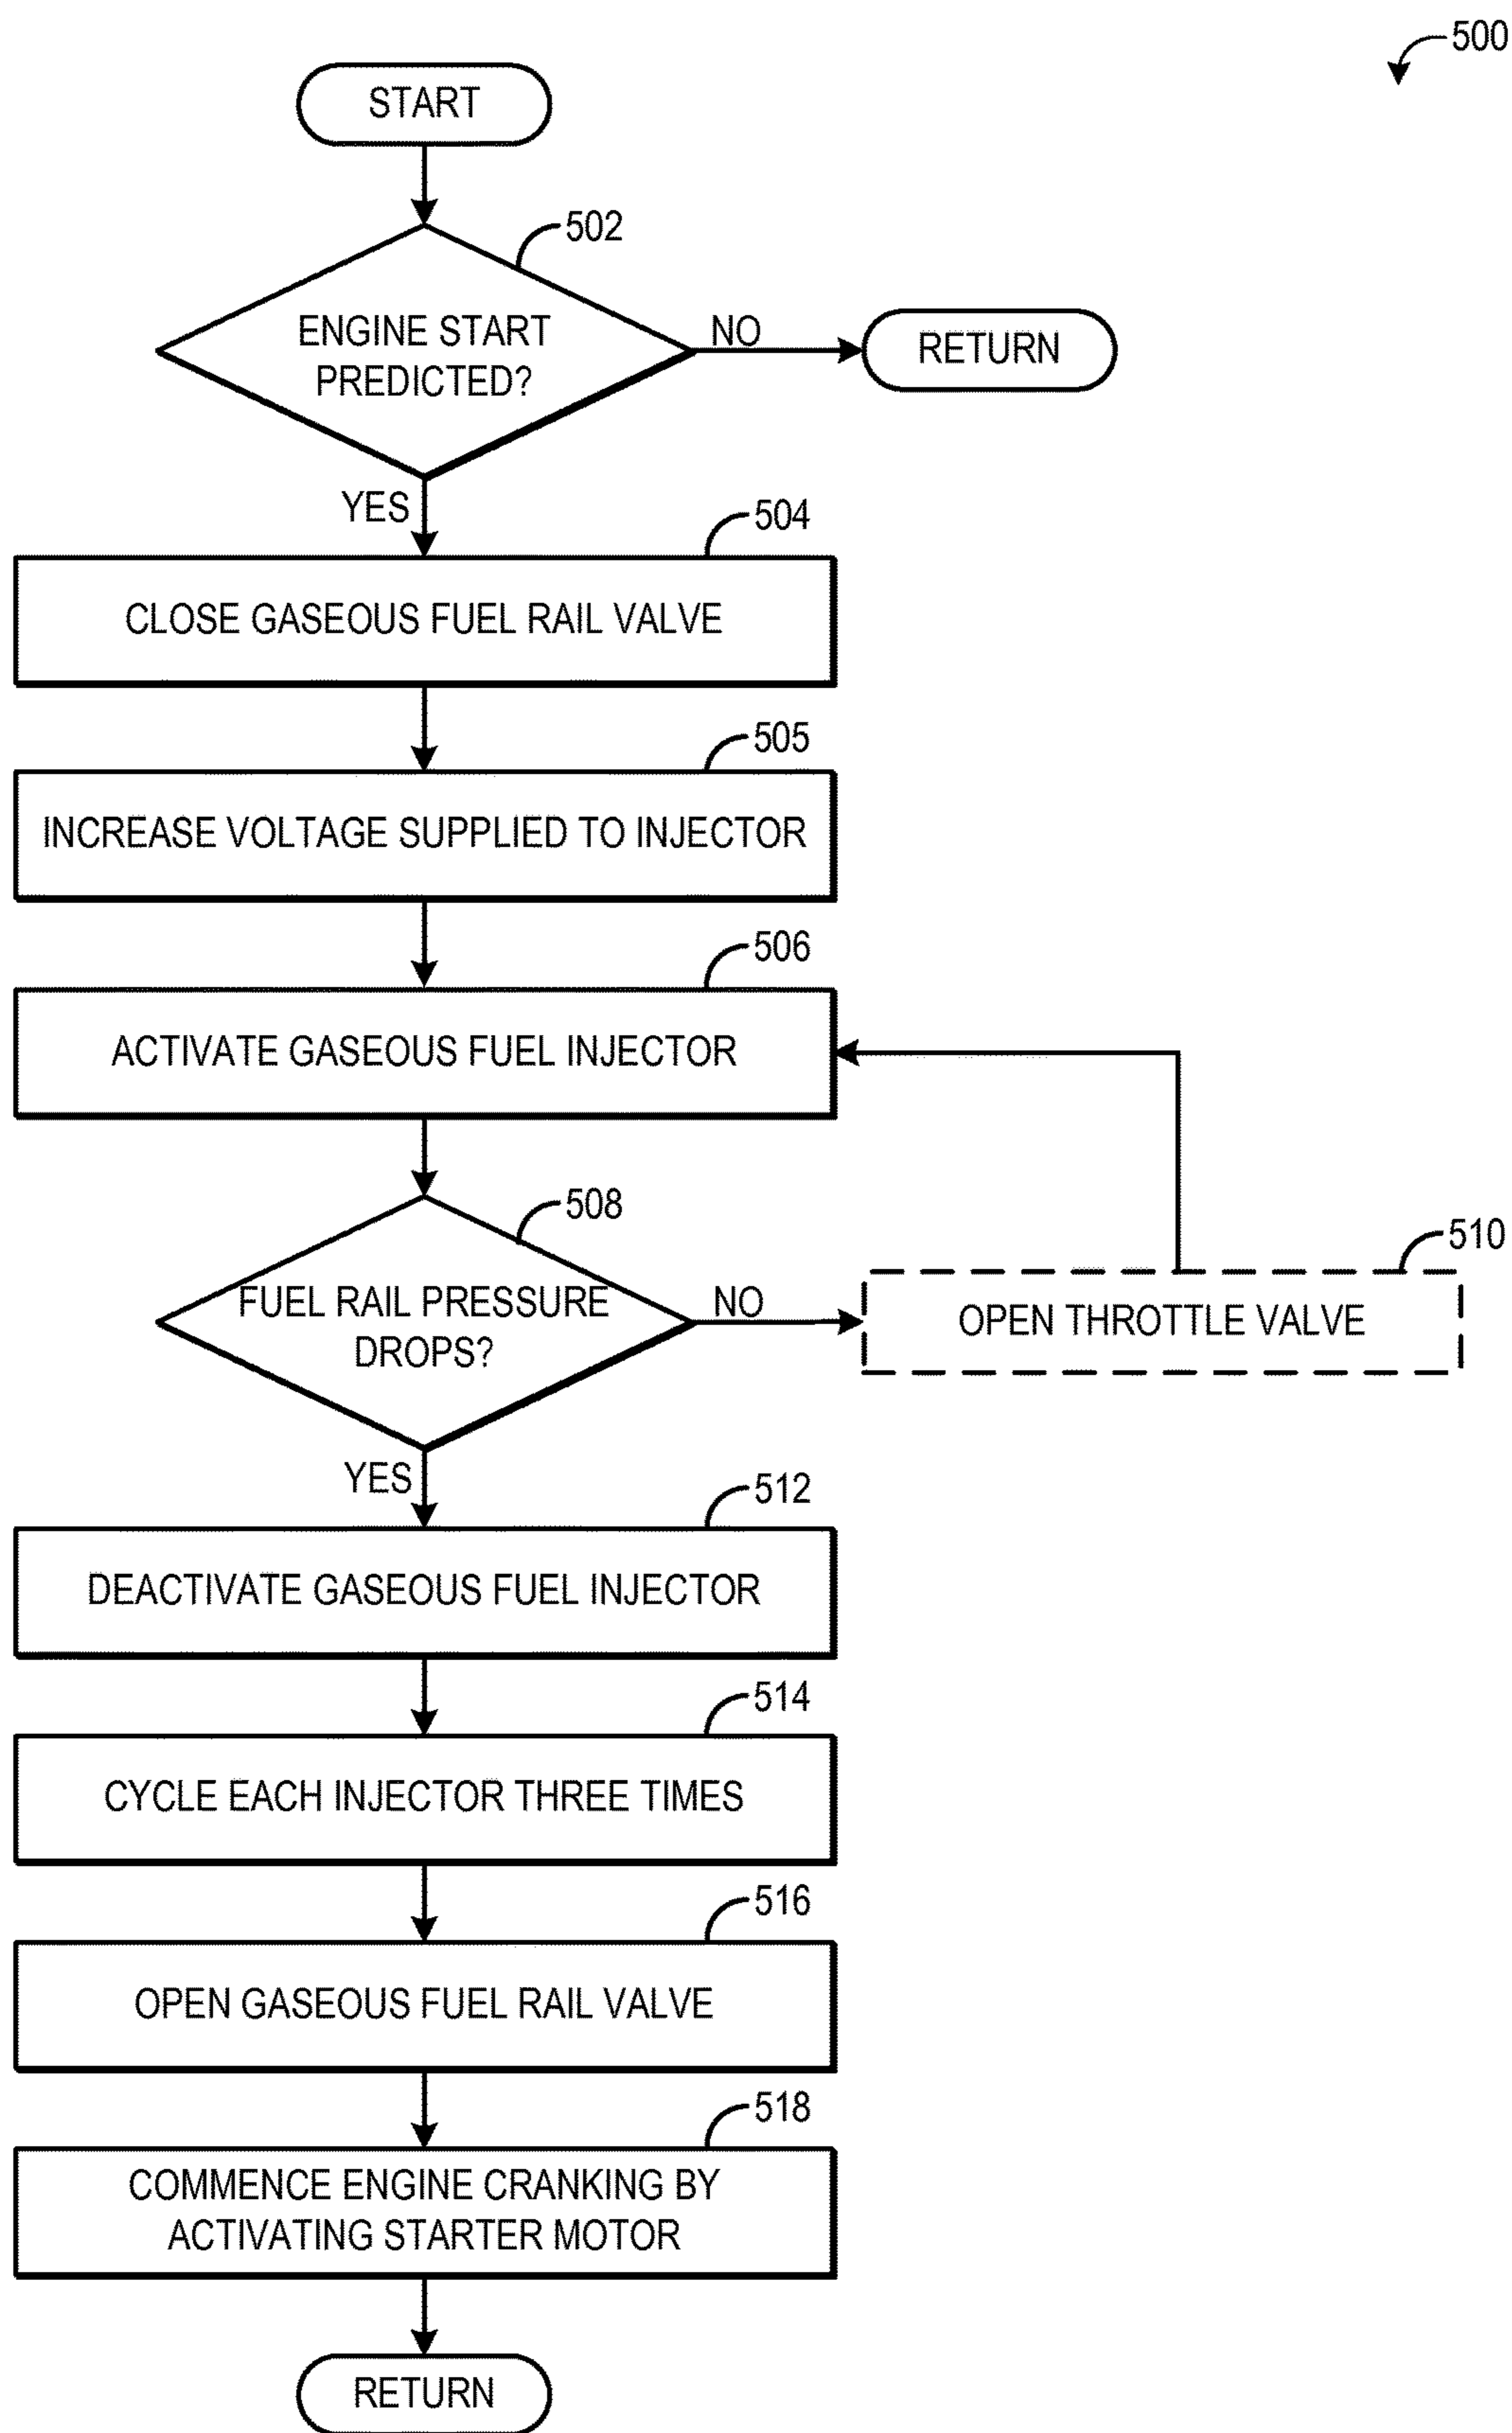 500
START
502
ENGINE START
PREDICTED?
NO
RETURN
YES
504
CLOSE GASEOUS FUEL RAIL VALVE
505
INCREASE VOLTAGE SUPPLIED TO INJECTOR
506
ACTIVATE GASEOUS FUEL INJECTOR
508
FUEL RAIL PRESSURE
DROPS?
NO
510
OPEN THROTTLE VALVE
YES
512
DEACTIVATE GASEOUS FUEL INJECTOR
514
CYCLE EACH INJECTOR THREE TIMES
516
OPEN GASEOUS FUEL RAIL VALVE
518
COMMENCE ENGINE CRANKING BY
ACTIVATING STARTER MOTOR
RETURN